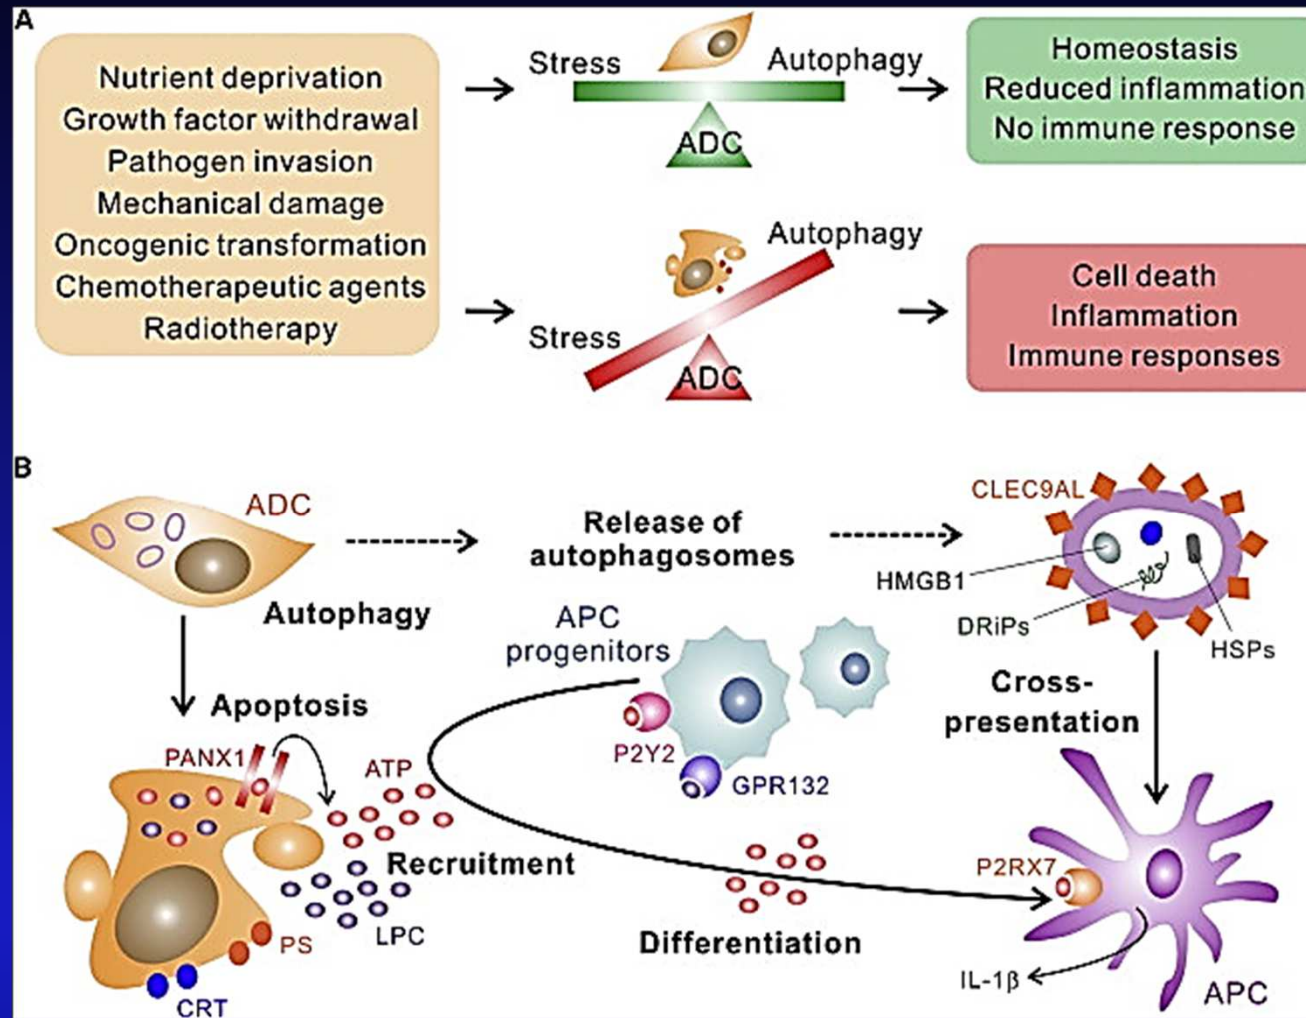 A
Nutrient deprivation
Growth factor withdrawal
Pathogen invasion
Mechanical damage
Oncogenic transformation
Chemotherapeutic agents
Radiotherapy
Stress
Autophagy
ADC
Homeostasis
Reduced inflammation
No immune response
Stress
Autophagy
ADC
Cell death
Inflammation
Immune responses
B
ADC
Autophagy
Release of
autophagosomes
CLEC9AL
HMGB1
DRiPs
HSPs
APC
progenitors
P2Y2
GPR132
Cross-
presentation
Apoptosis
PANX1
ATP
Recruitment
LPC
PS
CRT
Differentiation
P2RX7
IL-1β
APC